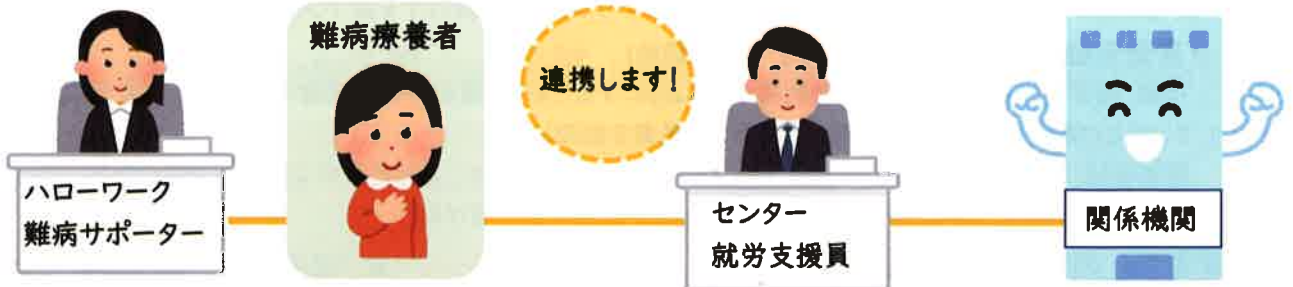 難病療養者
連携します!
ハローワーク
難病サポーター
センター
就労支援員
関係機関